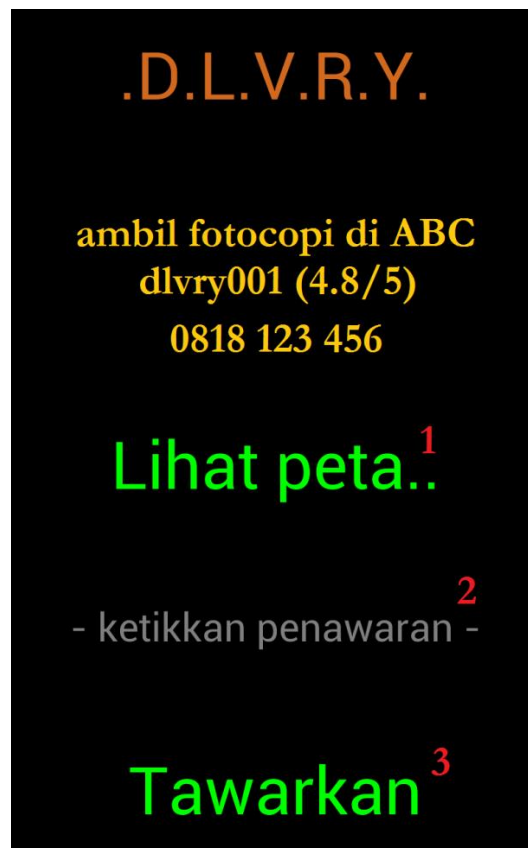 .D.L.V.R.Y.
ambil fotocopi di ABC
dlvry001 (4.8/5)
0818 123 456
Lihat peta.. 1
- ketikkan penawaran - 2
Tawarkan 3